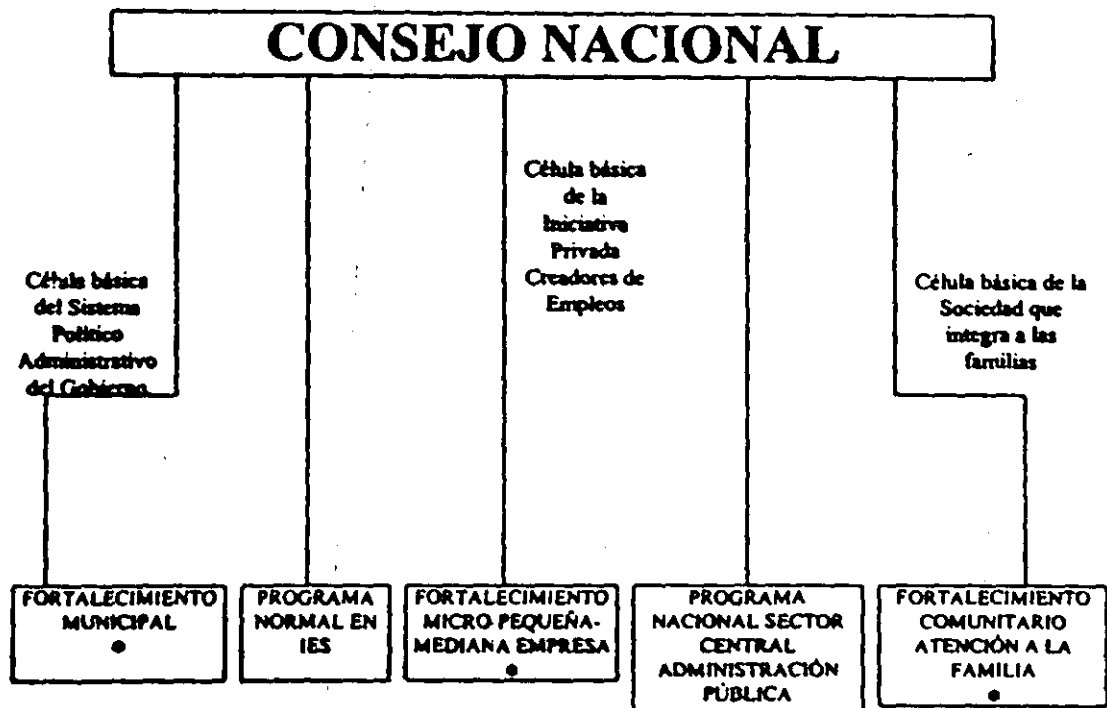 CONSEJO NACIONAL
Célula básica
de la
Iniciativa
Privada
Creadores de
Empleos
Célula básica
del Sistema
Político
Administrativo
del Gobierno
Célula básica de la
Sociedad que
integra a las
familias
FORTALECIMIENTO
MUNICIPAL
PROGRAMA
NORMAL EN
IES
FORTALECIMIENTO
MICRO PEQUEÑA-
MEDIANA EMPRESA
PROGRAMA
NACIONAL SECTOR
CENTRAL
ADMINISTRACIÓN
PÚBLICA
FORTALECIMIENTO
COMUNITARIO
ATENCIÓN A LA
FAMILIA